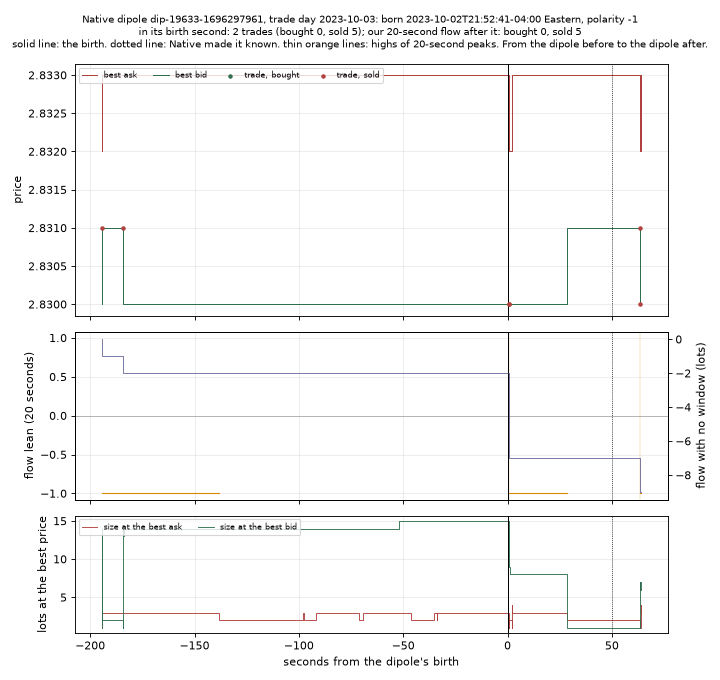 Native dipole dip-19633-1696297961, trade day 2023-10-03: born 2023-10-02T21:52:41-04:00 Eastern, polarity -1
in its birth second: 2 trades (bought 0, sold 5); our 20-second flow after it: bought 0, sold 5
solid line: the birth. dotted line: Native made it known. thin orange lines: highs of 20-second peaks. From the dipole before to the dipole after.
best ask best bid trade, bought trade, sold
2.8330
2.8325
2.8320
2.8315
2.8310
2.8305
2.8300
price
1.0
0.5
0.0
−0.5
−1.0
flow lean (20 seconds)
0
−2
−4
−6
−8
flow with no window (lots)
size at the best ask size at the best bid
15
10
5
lots at the best price
−200 −150 −100 −50 0 50
seconds from the dipole's birth